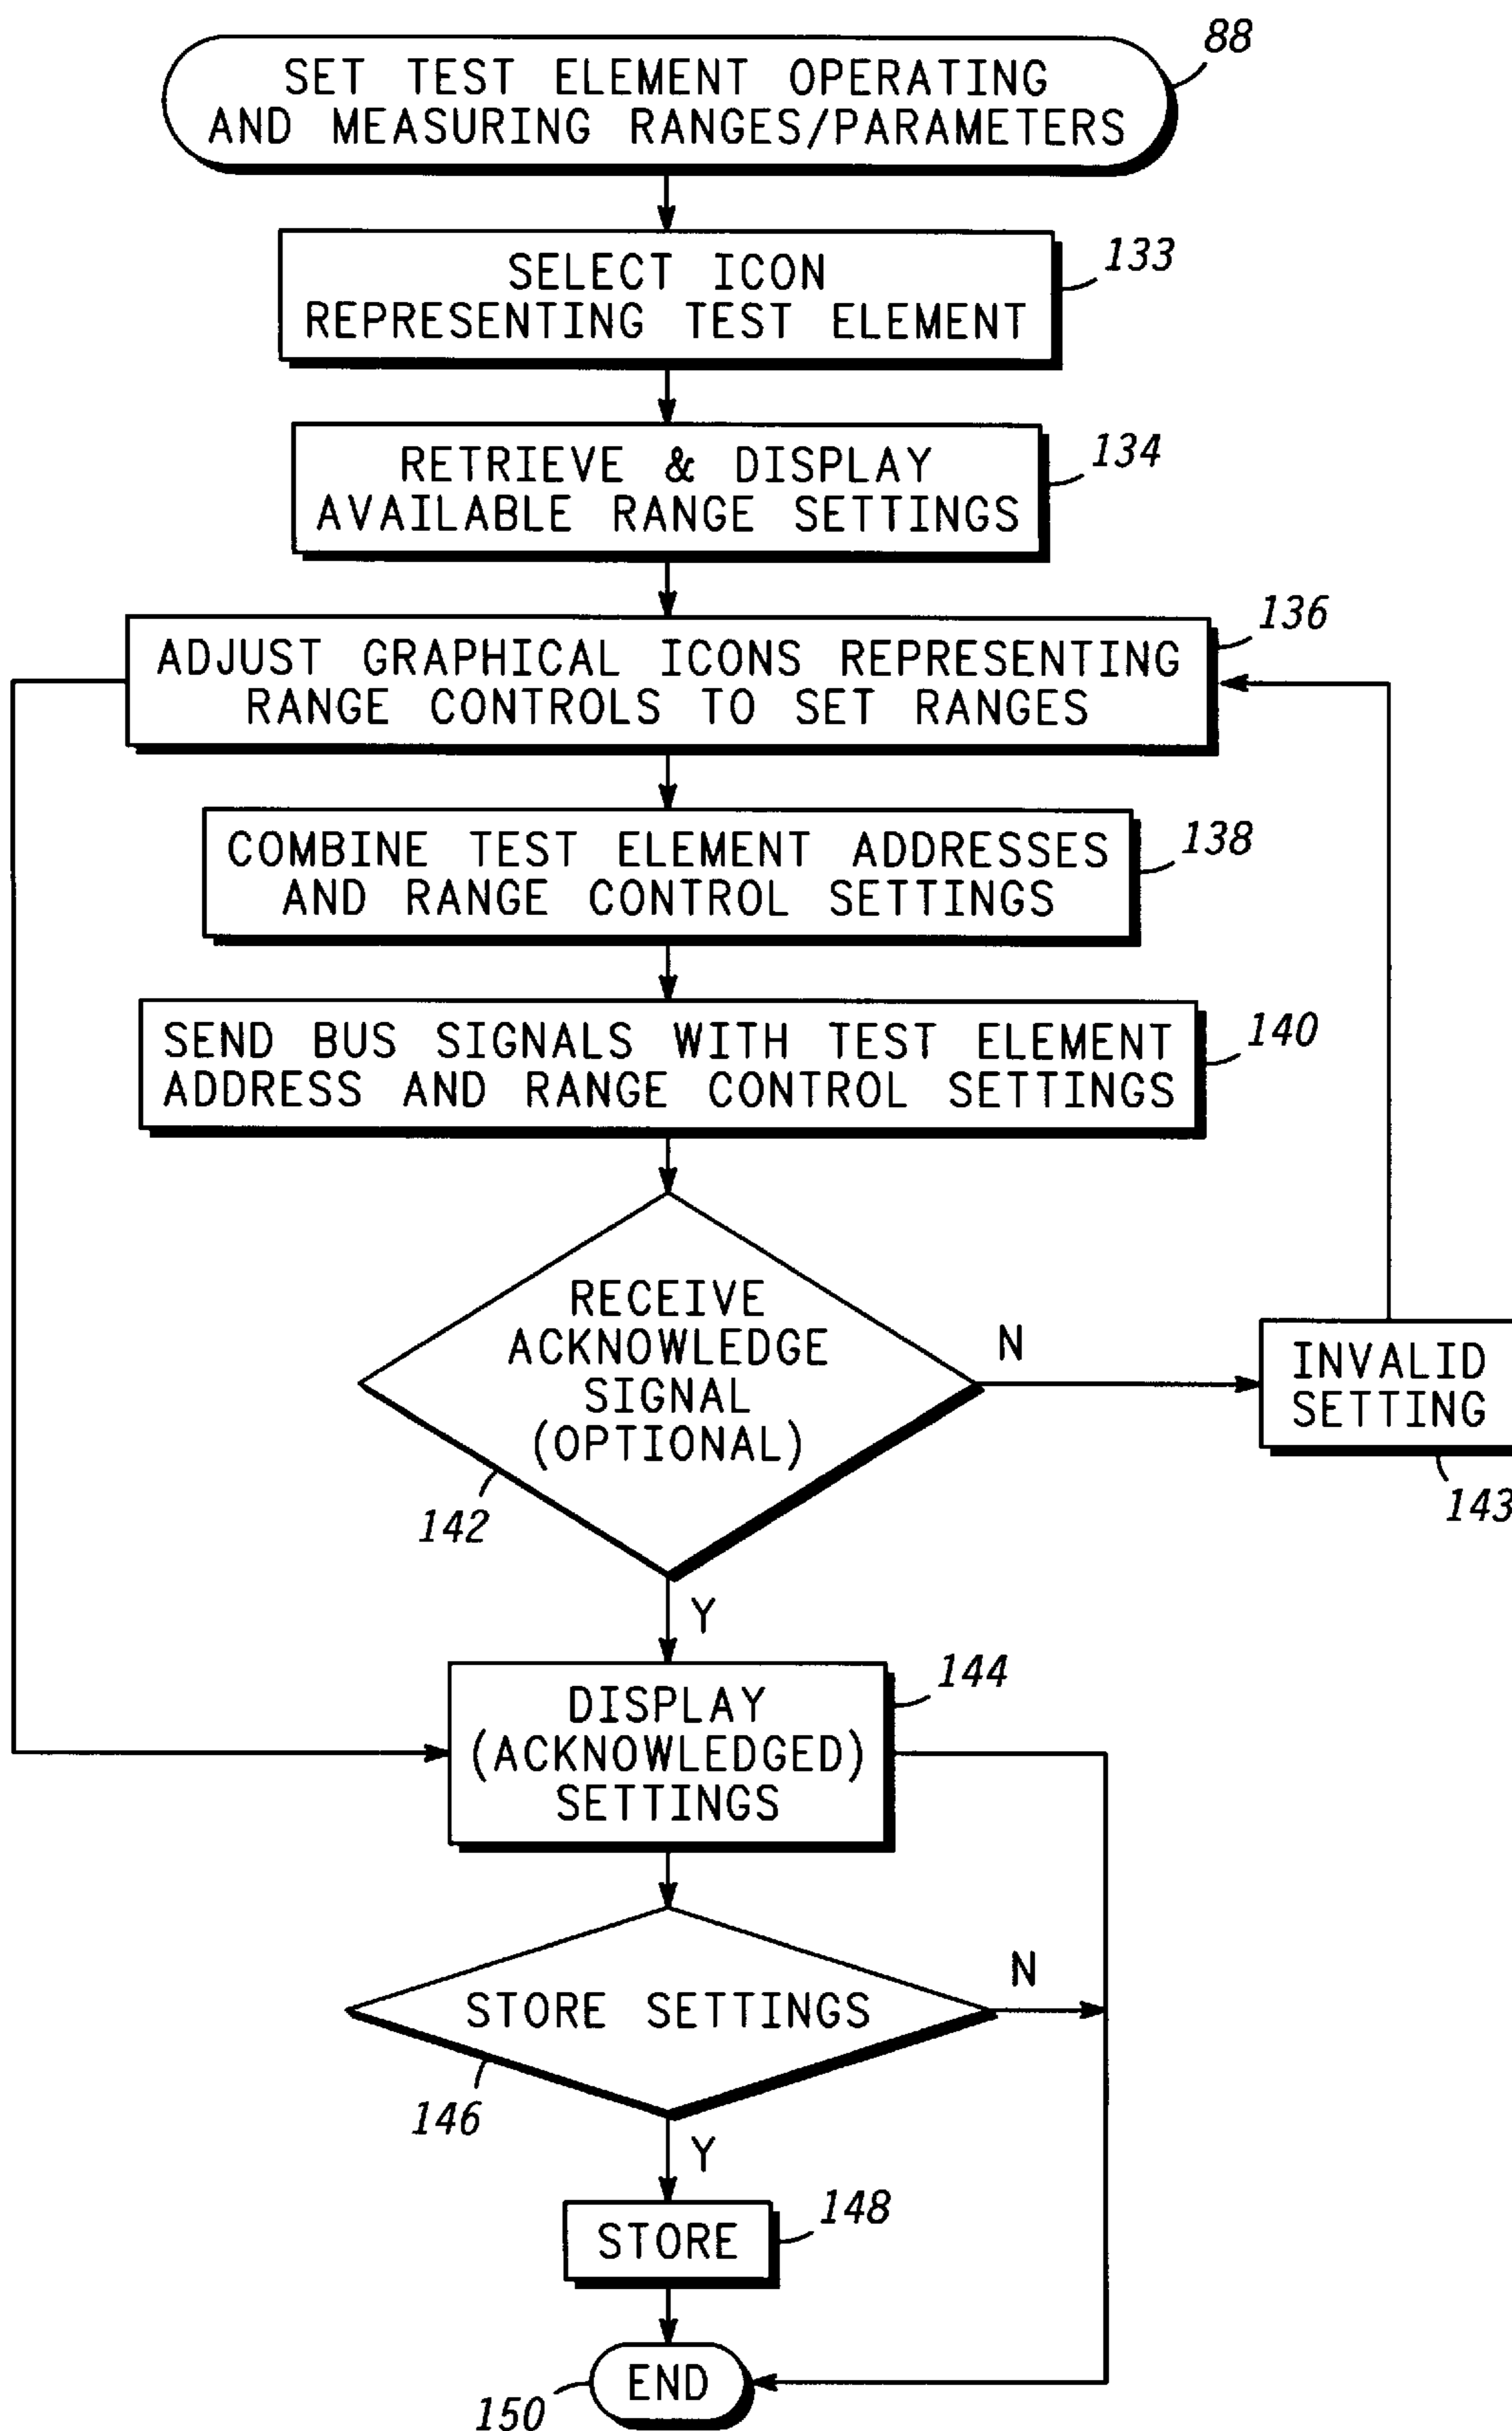 88
SET TEST ELEMENT OPERATING
AND MEASURING RANGES/PARAMETERS
133
SELECT ICON
REPRESENTING TEST ELEMENT
134
RETRIEVE & DISPLAY
AVAILABLE RANGE SETTINGS
136
ADJUST GRAPHICAL ICONS REPRESENTING
RANGE CONTROLS TO SET RANGES
138
COMBINE TEST ELEMENT ADDRESSES
AND RANGE CONTROL SETTINGS
140
SEND BUS SIGNALS WITH TEST ELEMENT
ADDRESS AND RANGE CONTROL SETTINGS
RECEIVE
ACKNOWLEDGE
SIGNAL
(OPTIONAL)
142
N
INVALID
SETTING
143
Y
144
DISPLAY
(ACKNOWLEDGED)
SETTINGS
STORE SETTINGS
N
146
Y
148
STORE
END
150